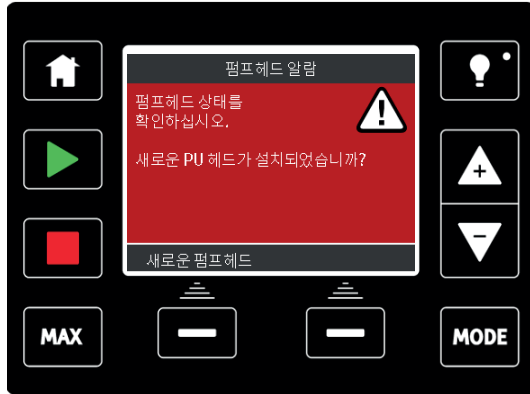 펌프헤드 알람
펌프헤드 상태를
확인하십시오.
새로운 PU 헤드가 설치되었습니까?
새로운 펌프헤드
MAX
MODE